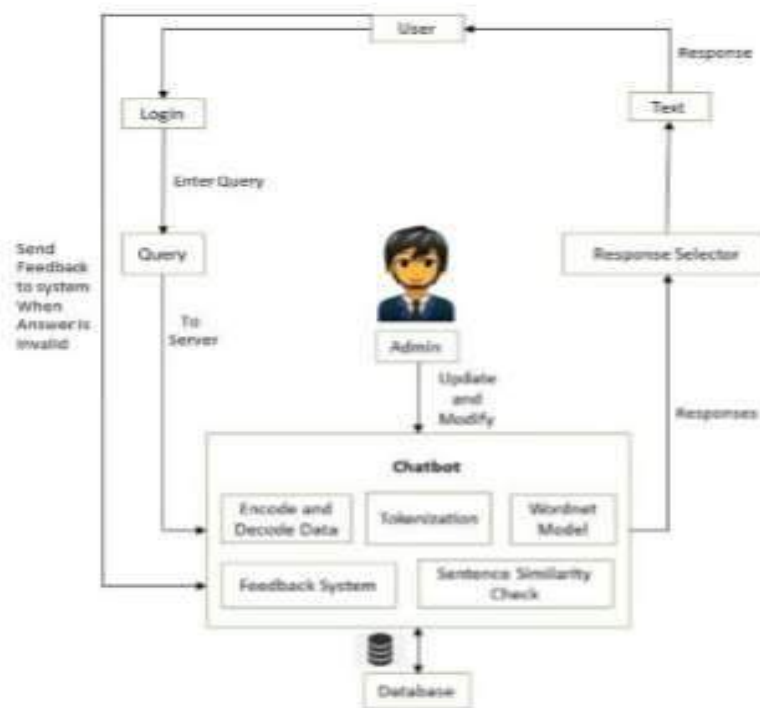 User
Response
Login
Text
Enter Query
Send
Feedback
to system
When
Answer is
Invalid
Query
Response Selector
To
Server
Admin
Update
and
Modify
Responses
Chatbot
Encode and
Decode Data
Tokenization
Wordnet
Model
Feedback System
Sentence Similarity
Check
Database